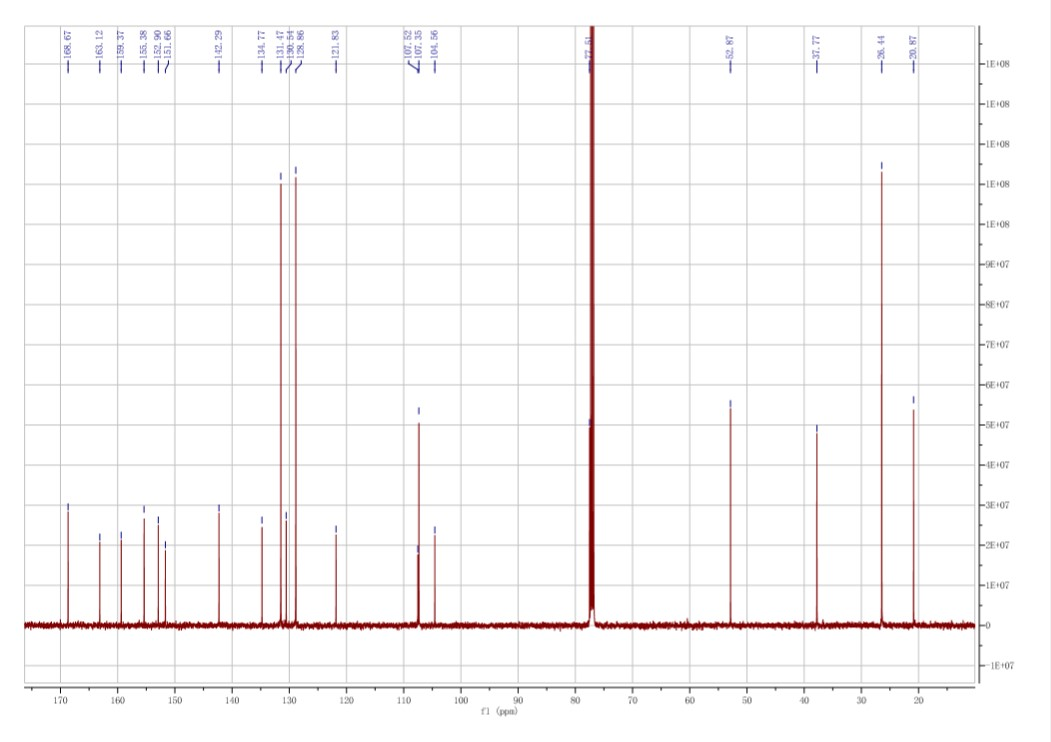 168.67
163.12
159.37
155.38
152.90
151.66
142.29
134.77
131.47
130.54
128.86
121.83
107.52
107.35
104.56
77.51
52.87
37.77
26.44
20.87
1E+08
1E+08
1E+08
1E+08
1E+08
9E+07
8E+07
7E+07
6E+07
5E+07
4E+07
3E+07
2E+07
1E+07
0
-1E+07
170 160 150 140 130 120 110 100 90 80 70 60 50 40 30 20
f1 (ppm)